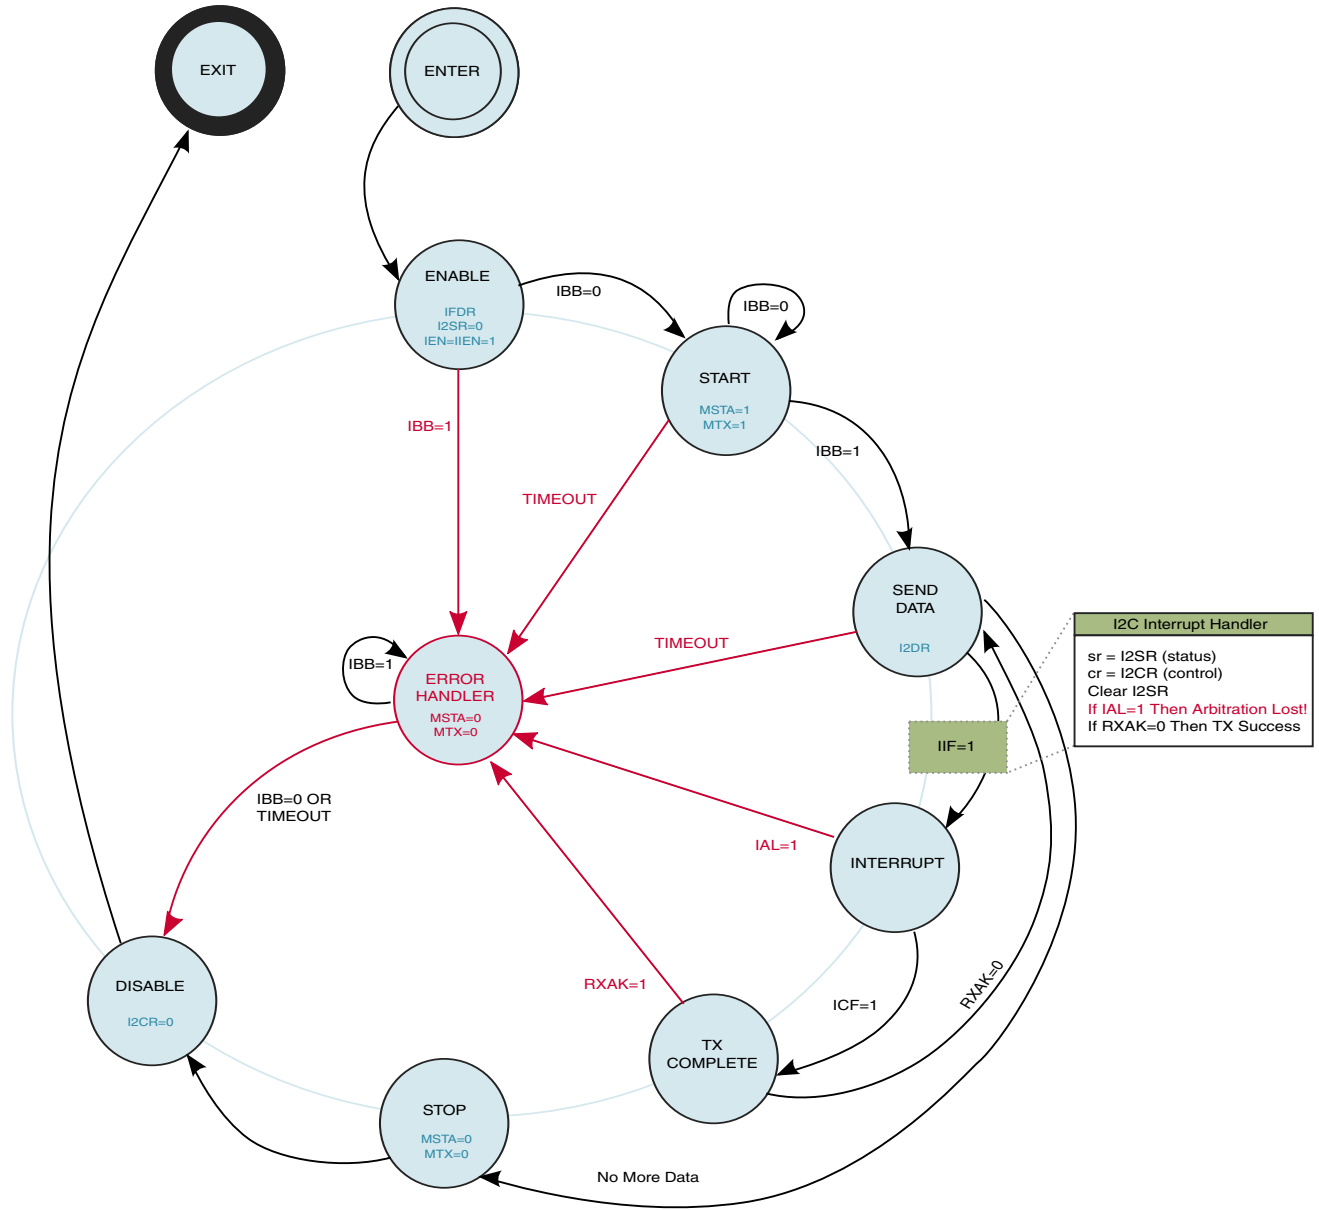 EXIT
ENTER
ENABLE
IFDR
I2SR=0
IEN=IIEN=1
IBB=0
IBB=0
START
MSTA=1
MTX=1
IBB=1
IBB=1
TIMEOUT
SEND
DATA
I2DR
TIMEOUT
I2C Interrupt Handler
sr = I2SR (status)
cr = I2CR (control)
Clear I2SR
If IAL=1 Then Arbitration Lost!
If RXAK=0 Then TX Success
IBB=1
ERROR
HANDLER
MSTA=0
MTX=0
IIF=1
IBB=0 OR
TIMEOUT
IAL=1
INTERRUPT
RXAK=1
ICF=1
RXAK=0
DISABLE
I2CR=0
TX
COMPLETE
STOP
MSTA=0
MTX=0
No More Data